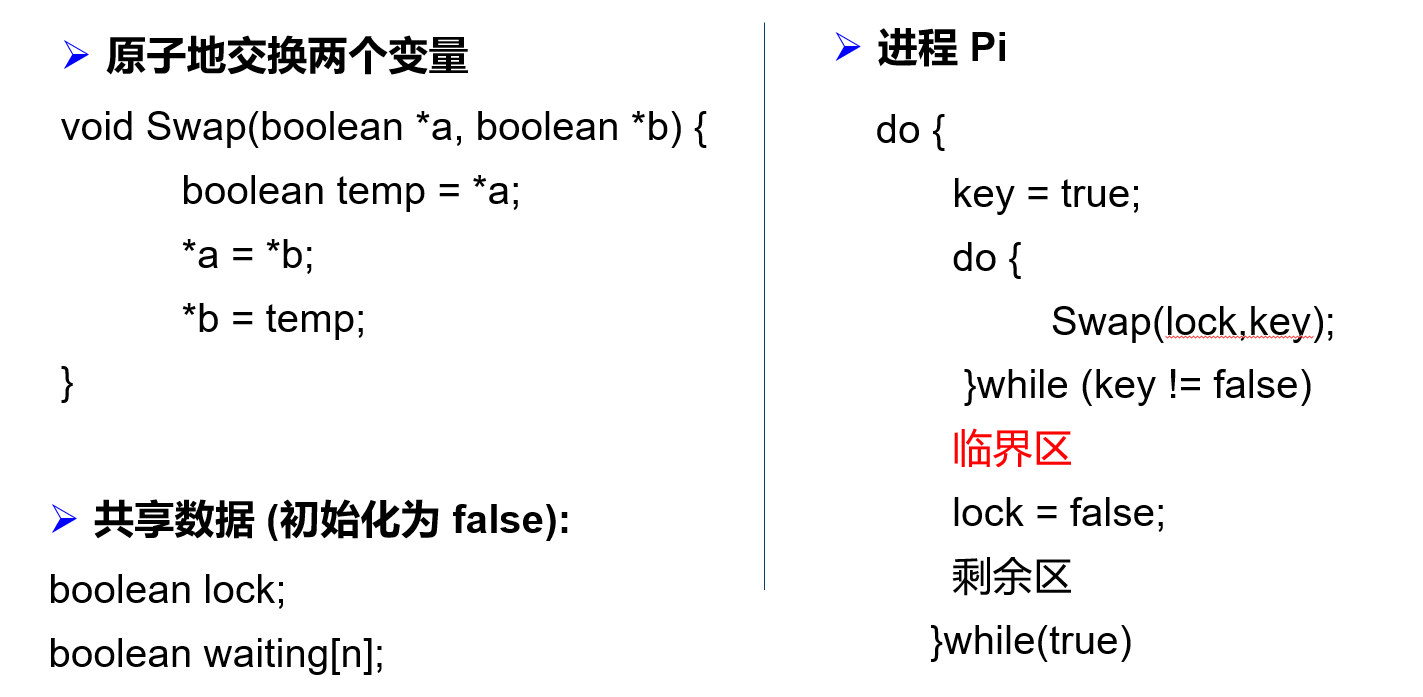 原子地交换两个变量
void Swap(boolean *a, boolean *b) {
boolean temp = *a;
*a = *b;
*b = temp;
}
共享数据 (初始化为 false):
boolean lock;
boolean waiting[n];
进程 Pi
do {
key = true;
do {
Swap(lock,key);
}while (key != false)
临界区
lock = false;
剩余区
}while(true)